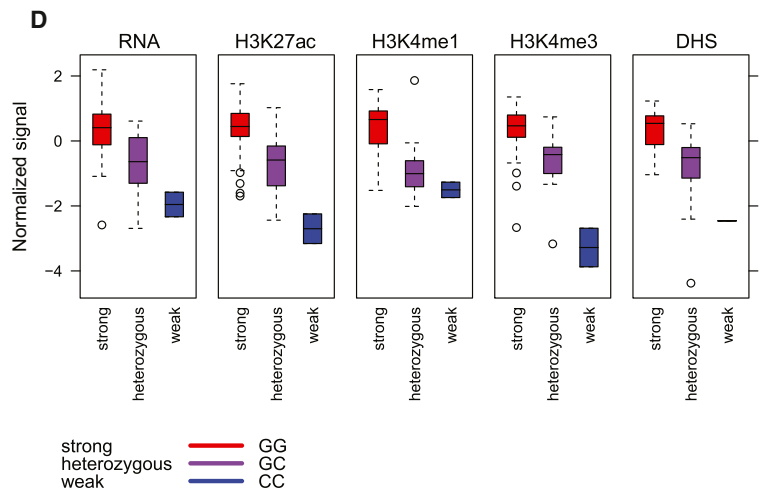 D
RNA H3K27ac H3K4me1 H3K4me3 DHS
Normalized signal
2
0
−2
−4
strong heterozygous weak strong heterozygous weak strong heterozygous weak strong heterozygous weak strong heterozygous weak
strong GG
heterozygous GC
weak CC